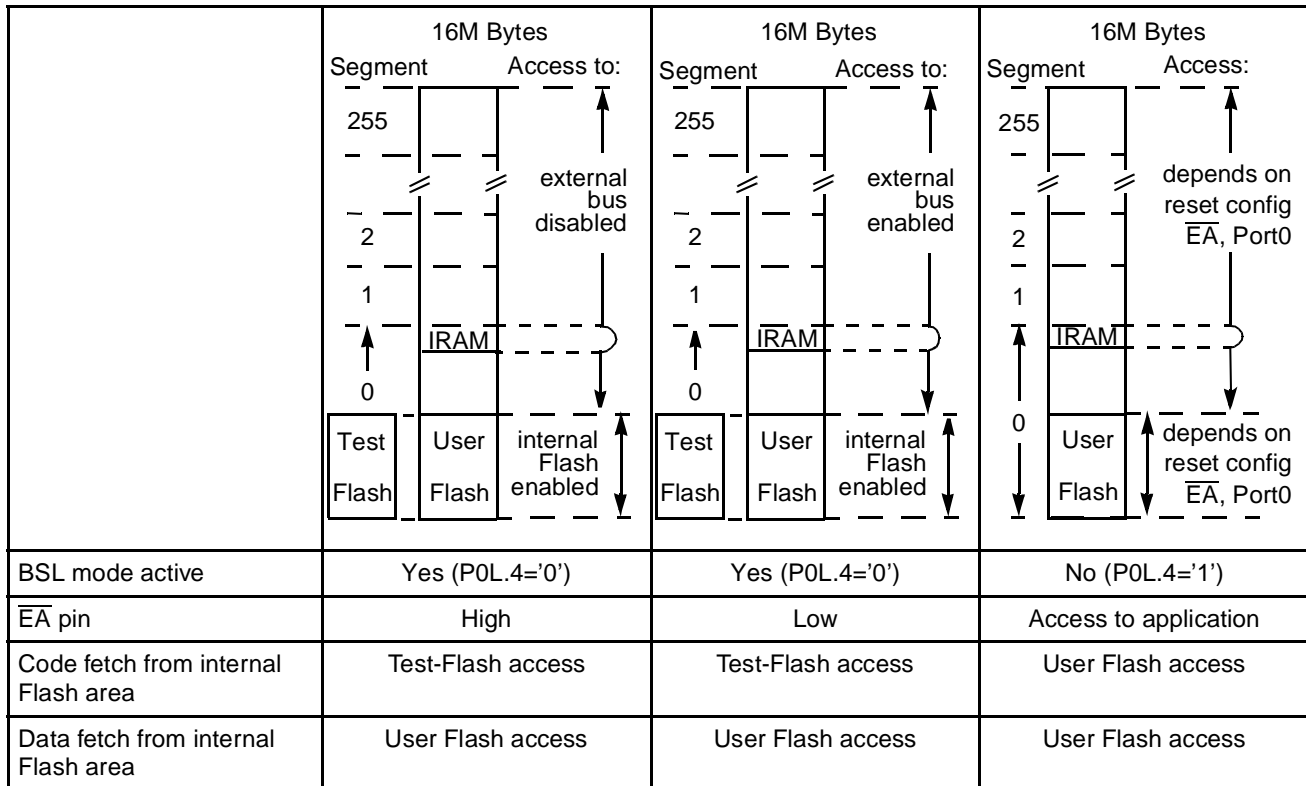 16M Bytes
Segment Access to:
255
external
bus
disabled
2
1
IRAM
0
Test
Flash
User
Flash
internal
Flash
enabled
16M Bytes
Segment Access to:
255
external
bus
enabled
2
1
IRAM
0
Test
Flash
User
Flash
internal
Flash
enabled
16M Bytes
Segment Access:
255
depends on
reset config
EA, Port0
2
1
IRAM
0
User
Flash
depends on
reset config
EA, Port0
BSL mode active Yes (P0L.4='0') Yes (P0L.4='0') No (P0L.4='1')
EA pin High Low Access to application
Code fetch from internal
Flash area
Test-Flash access Test-Flash access User Flash access
Data fetch from internal
Flash area
User Flash access User Flash access User Flash access